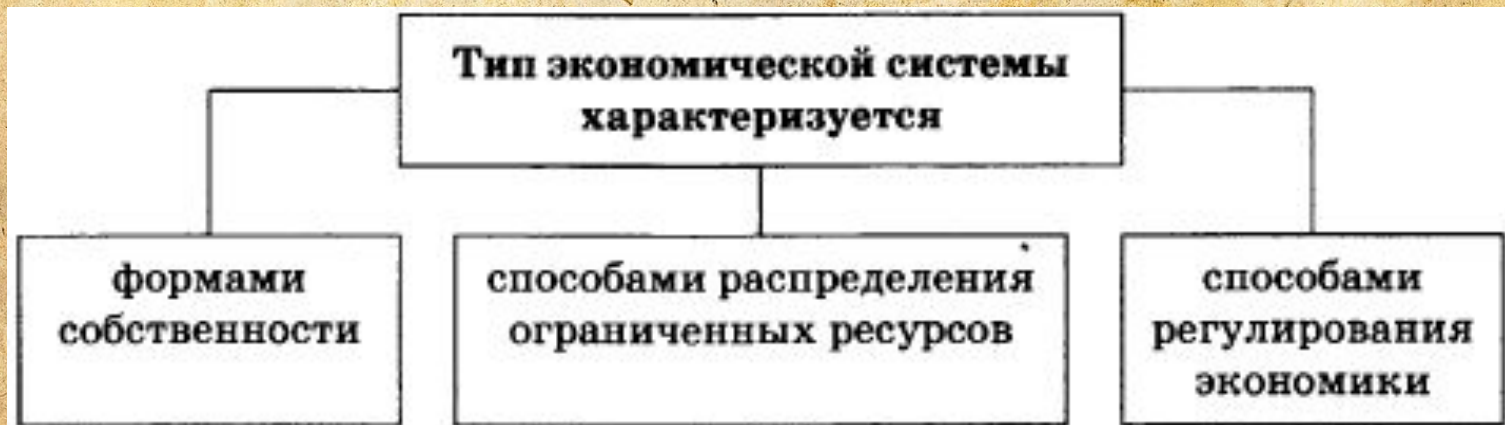 Тип экономической системы
характеризуется
формами
собственности
способами распределения
ограниченных ресурсов
способами
регулирования
экономики